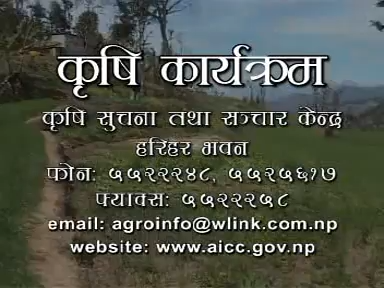 कृषि कार्यक्रम
कृषि सुचना तथा सञ्चार केन्द्र
हरिहर भवन
फोन: ५५२२२४८, ५५२५६१७
फ्याक्स: ५५२२२५८
email: agroinfo@wlink.com.np
website: www.aicc.gov.np